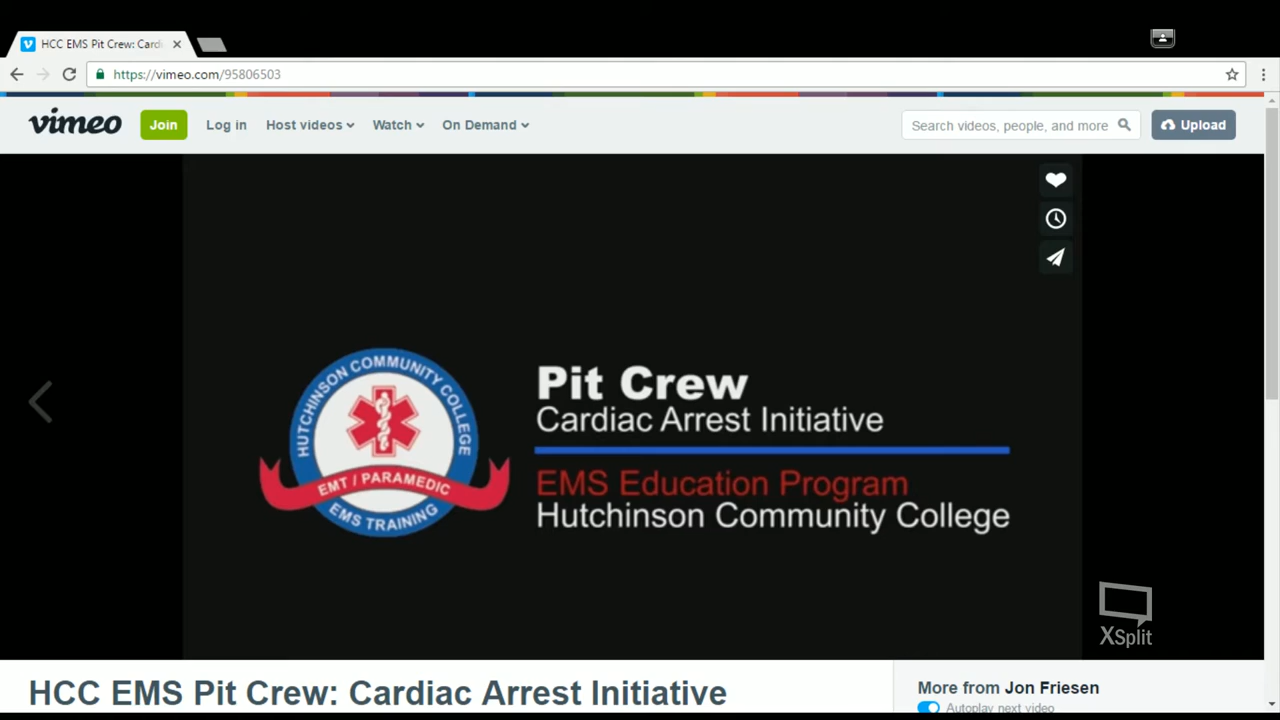 HCC EMS Pit Crew: Cardi
https://vimeo.com/95806503
vimeo
Join
Log in
Host videos
Watch
On Demand
Search videos, people, and more
Upload
HUTCHINSON COMMUNITY COLLEGE
EMT / PARAMEDIC
EMS TRAINING
Pit Crew
Cardiac Arrest Initiative
EMS Education Program
Hutchinson Community College
XSplit
HCC EMS Pit Crew: Cardiac Arrest Initiative
More from Jon Friesen
Autoplay next video